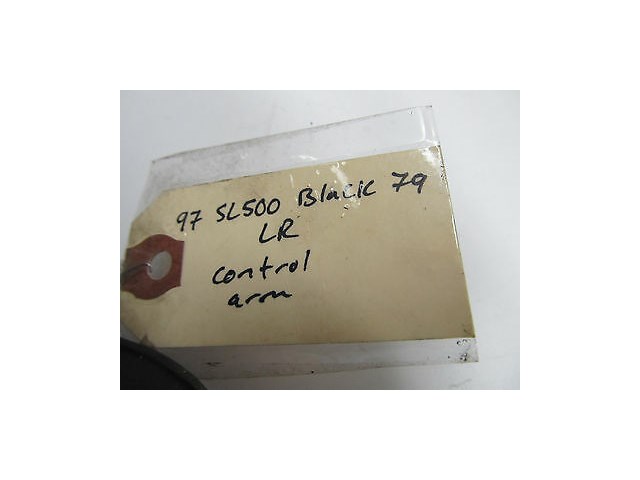 97 SL500 Black 79
LR
control
arm